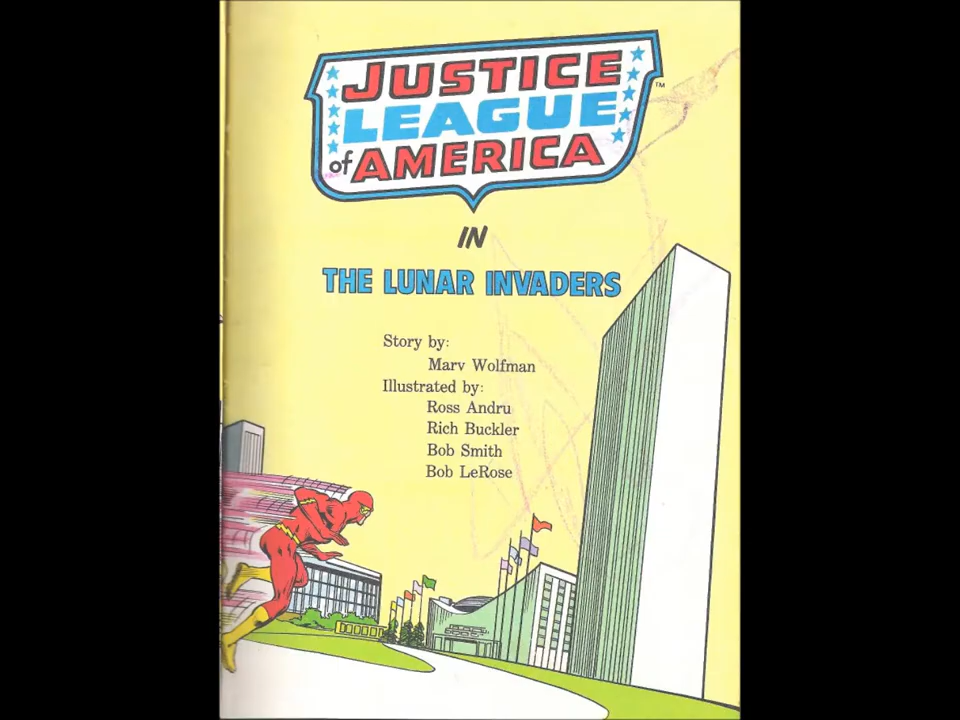 JUSTICE
LEAGUE
of AMERICA
™
IN
THE LUNAR INVADERS
Story by:
Marv Wolfman
Illustrated by:
Ross Andru
Rich Buckler
Bob Smith
Bob LeRose